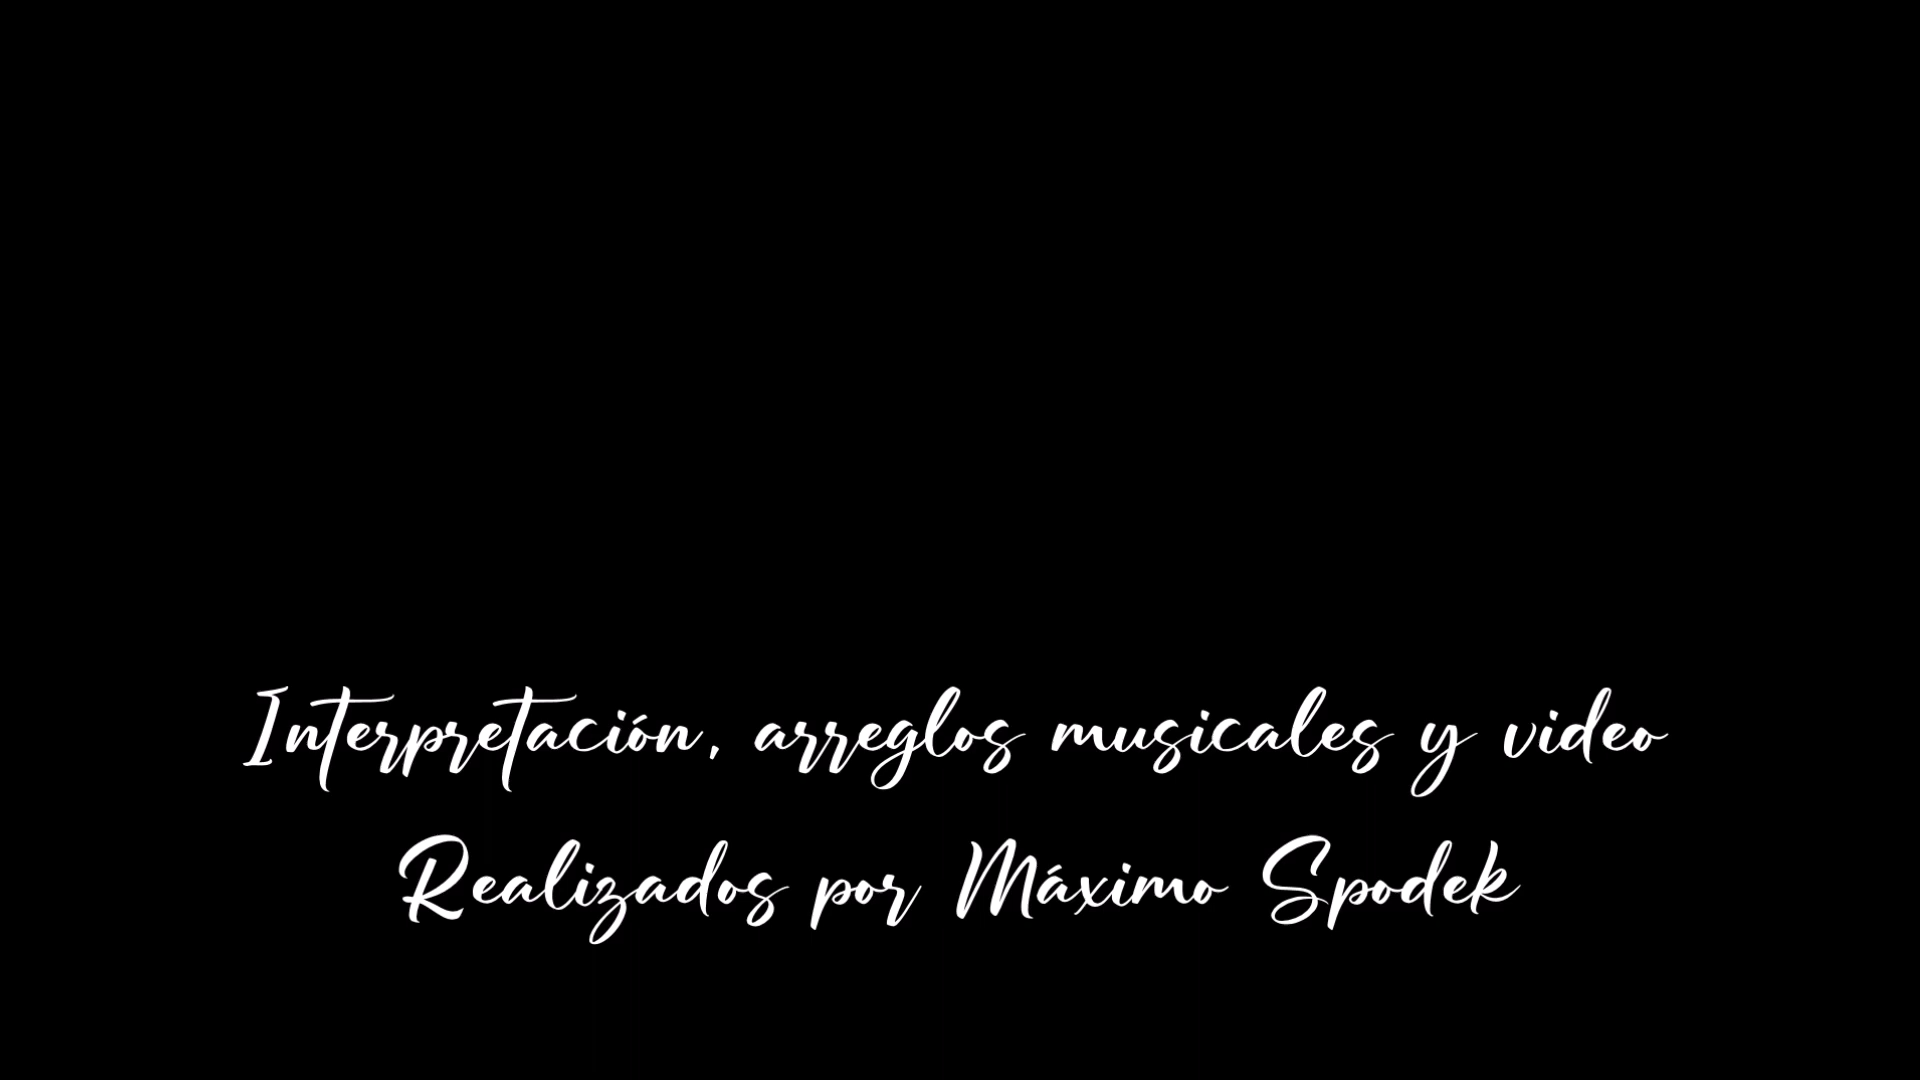 Interpretación, arreglos musicales y video
Realizados por Máximo Spodek